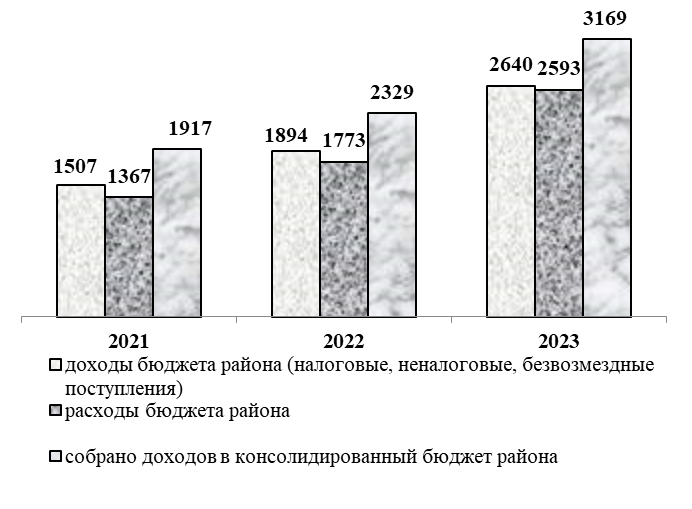 3169
2640 2593
2329
1894 1773
1917
1507 1367
2021 2022 2023
доходы бюджета района (налоговые, неналоговые, безвозмездные
поступления)
расходы бюджета района
собрано доходов в консолидированный бюджет района